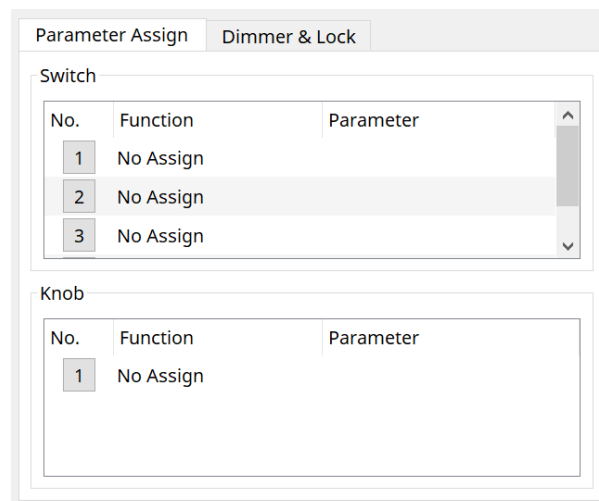 Parameter Assign Dimmer & Lock
Switch
No. Function Parameter
1 No Assign
2 No Assign
3 No Assign
Knob
No. Function Parameter
1 No Assign